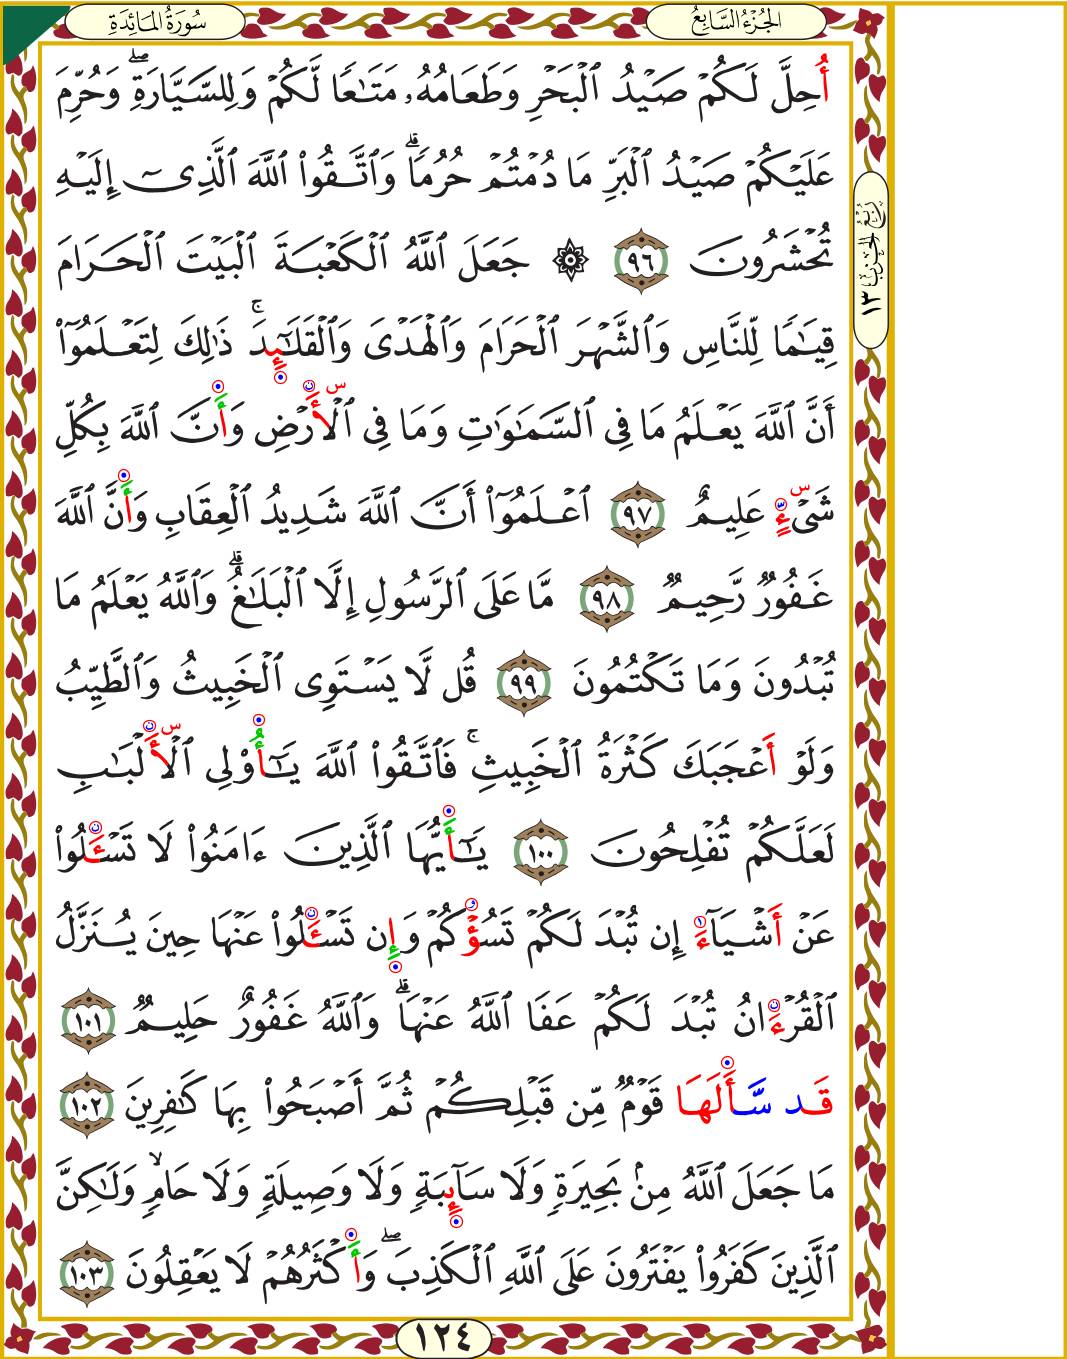 الجُزْءُ السَّابِعُ
سُورَةُ المَائِدَةِ
أُحِلَّ لَكُمْ صَيْدُ ٱلْبَحْرِ وَطَعَامُهُۥ مَتَٰعًا لَّكُمْ وَلِلسَّيَّارَةِۖ وَحُرِّمَ
عَلَيْكُمْ صَيْدُ ٱلْبَرِّ مَا دُمْتُمْ حُرُمًاۗ وَٱتَّقُوا۟ ٱللَّهَ ٱلَّذِىٓ إِلَيْهِ
تُحْشَرُونَ ٩٦ ۞ جَعَلَ ٱللَّهُ ٱلْكَعْبَةَ ٱلْبَيْتَ ٱلْحَرَامَ
قِيَٰمًا لِّلنَّاسِ وَٱلشَّهْرَ ٱلْحَرَامَ وَٱلْهَدْىَ وَٱلْقَلَٰٓئِدَۚ ذَٰلِكَ لِتَعْلَمُوٓا۟
أَنَّ ٱللَّهَ يَعْلَمُ مَا فِى ٱلسَّمَٰوَٰتِ وَمَا فِى ٱلْأَرْضِ وَأَنَّ ٱللَّهَ بِكُلِّ
شَىْءٍ عَلِيمٌ ٩٧ ٱعْلَمُوٓا۟ أَنَّ ٱللَّهَ شَدِيدُ ٱلْعِقَابِ وَأَنَّ ٱللَّهَ
غَفُورٌ رَّحِيمٌ ٩٨ مَّا عَلَى ٱلرَّسُولِ إِلَّا ٱلْبَلَٰغُۗ وَٱللَّهُ يَعْلَمُ مَا
تُبْدُونَ وَمَا تَكْتُمُونَ ٩٩ قُل لَّا يَسْتَوِى ٱلْخَبِيثُ وَٱلطَّيِّبُ
وَلَوْ أَعْجَبَكَ كَثْرَةُ ٱلْخَبِيثِۚ فَٱتَّقُوا۟ ٱللَّهَ يَٰٓأُو۟لِى ٱلْأَلْبَٰبِ
لَعَلَّكُمْ تُفْلِحُونَ ١٠٠ يَٰٓأَيُّهَا ٱلَّذِينَ ءَامَنُوا۟ لَا تَسْـَٔلُوا۟
عَنْ أَشْيَآءَ إِن تُبْدَ لَكُمْ تَسُؤْكُمْ وَإِن تَسْـَٔلُوا۟ عَنْهَا حِينَ يُنَزَّلُ
ٱلْقُرْءَانُ تُبْدَ لَكُمْ عَفَا ٱللَّهُ عَنْهَاۗ وَٱللَّهُ غَفُورٌ حَلِيمٌ ١٠١
قَد سَّأَلَهَا قَوْمٌ مِّن قَبْلِكُمْ ثُمَّ أَصْبَحُوا۟ بِهَا كَٰفِرِينَ ١٠٢
مَا جَعَلَ ٱللَّهُ مِنۢ بَحِيرَةٍ وَلَا سَآئِبَةٍ وَلَا وَصِيلَةٍ وَلَا حَامٍۙ وَلَٰكِنَّ
ٱلَّذِينَ كَفَرُوا۟ يَفْتَرُونَ عَلَى ٱللَّهِ ٱلْكَذِبَۖ وَأَكْثَرُهُمْ لَا يَعْقِلُونَ ١٠٣
رُبْعُ الحِزْبِ ١٣
١٢٤